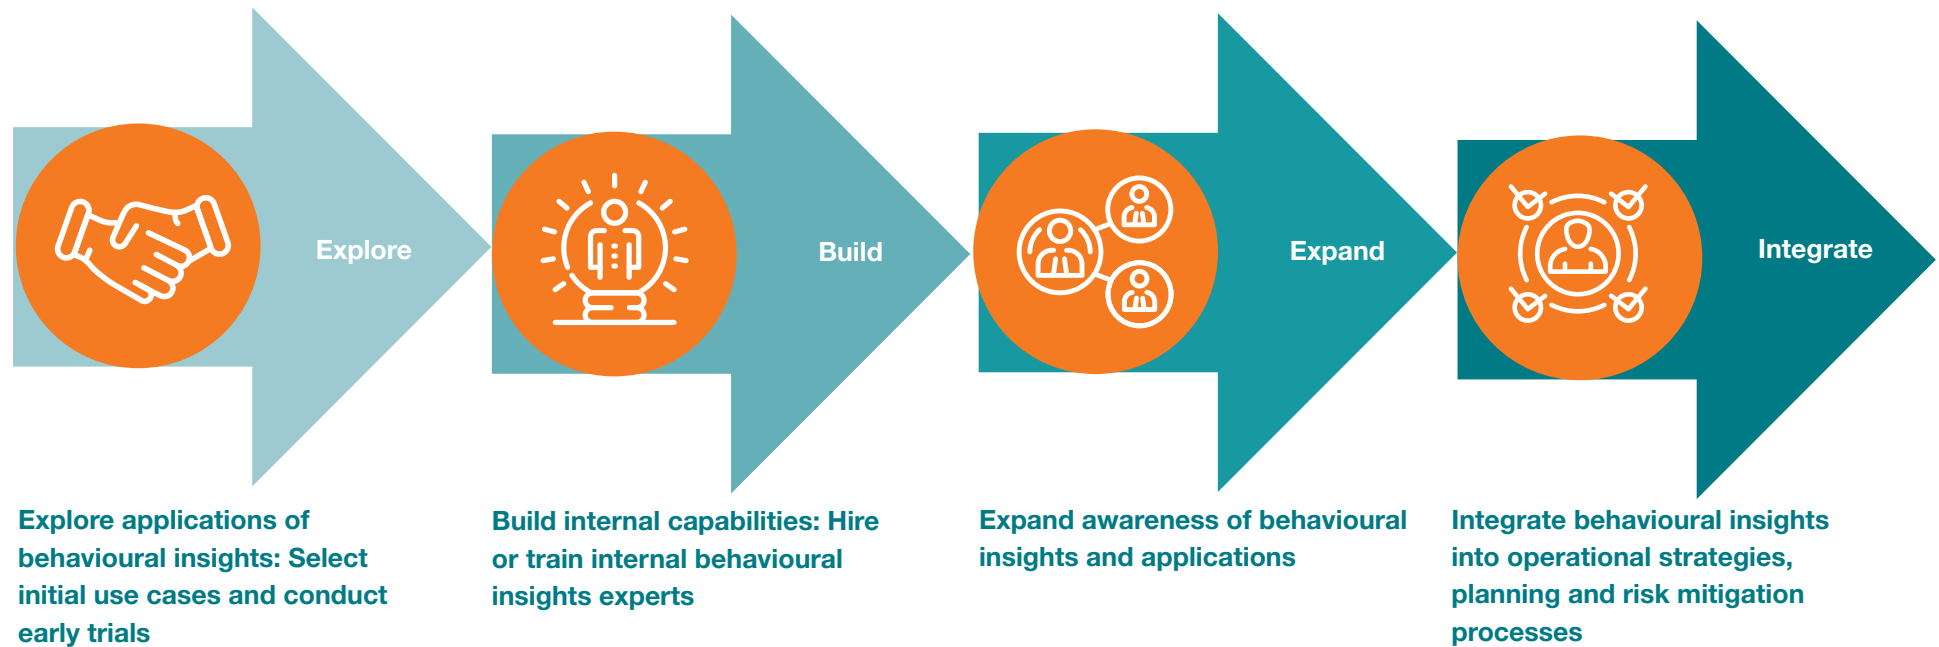 Explore
Build
Expand
Integrate
Explore applications of
behavioural insights: Select
initial use cases and conduct
early trials
Build internal capabilities: Hire
or train internal behavioural
insights experts
Expand awareness of behavioural
insights and applications
Integrate behavioural insights
into operational strategies,
planning and risk mitigation
processes